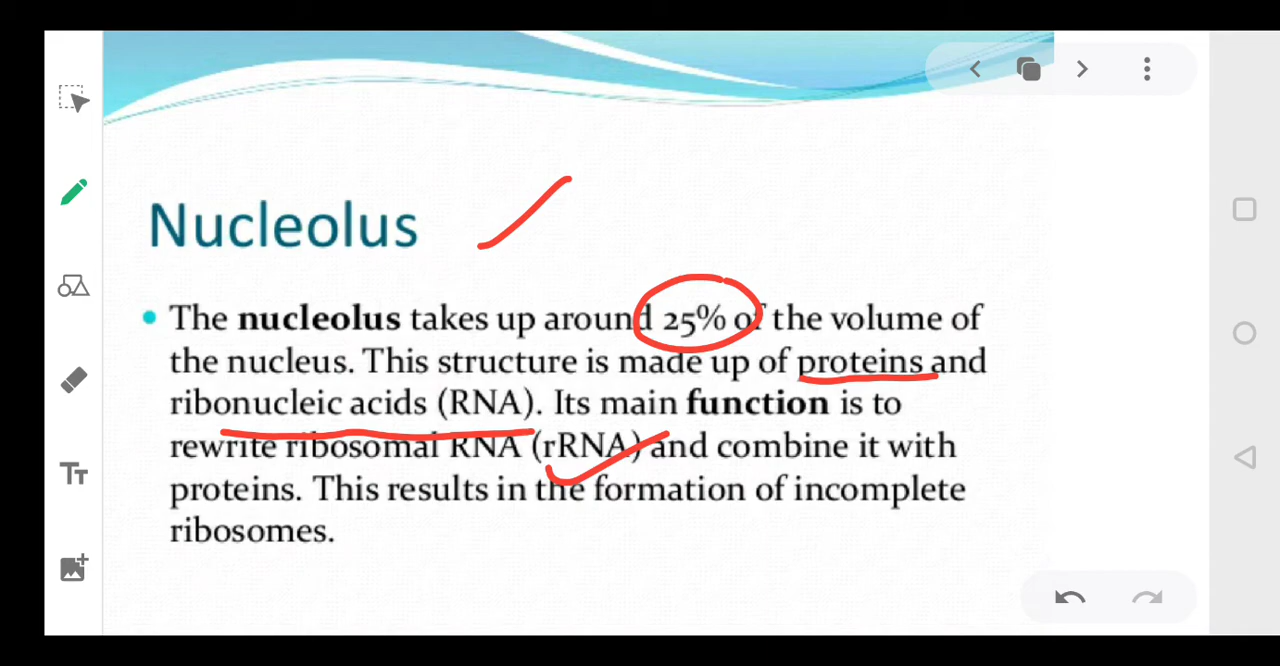 Nucleolus
The nucleolus takes up around 25% of the volume of
the nucleus. This structure is made up of proteins and
ribonucleic acids (RNA). Its main function is to
rewrite ribosomal RNA (rRNA) and combine it with
proteins. This results in the formation of incomplete
ribosomes.
TT